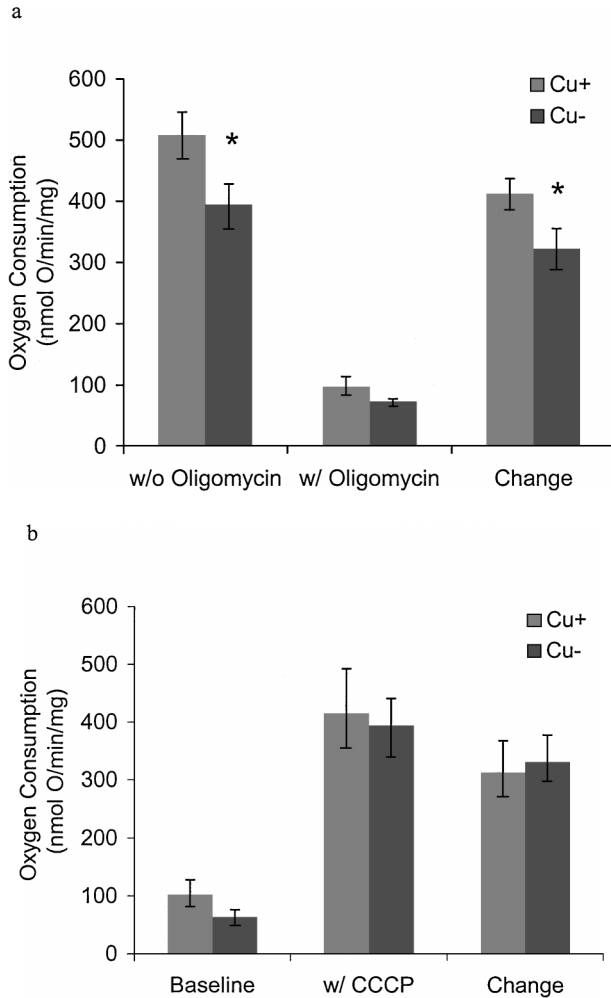 a
Oxygen Consumption
(nmol O/min/mg)
600
500
400
300
200
100
0
Cu+
Cu-
*
*
w/o Oligomycin
w/ Oligomycin
Change
b
Oxygen Consumption
(nmol O/min/mg)
600
500
400
300
200
100
0
Cu+
Cu-
Baseline
w/ CCCP
Change